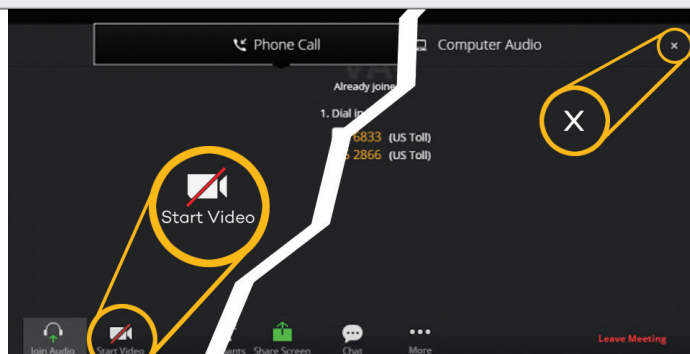 Phone Call
Computer Audio
×
Already joine
1. Dial in
X
6833 (US Toll)
2866 (US Toll)
Start Video
Join Audio
Start Video
ants
Share Screen
Chat
More
Leave Meeting